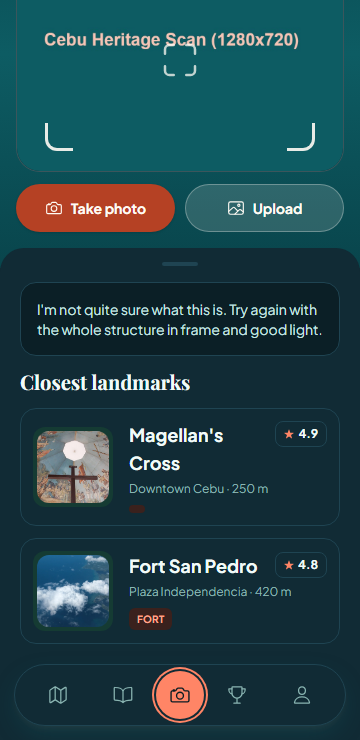 Cebu Heritage Scan (1280x720)
Take photo
Upload
I'm not quite sure what this is. Try again with
the whole structure in frame and good light.
Closest landmarks
Magellan's
Cross
★ 4.9
Downtown Cebu · 250 m
Fort San Pedro
★ 4.8
Plaza Independencia · 420 m
FORT